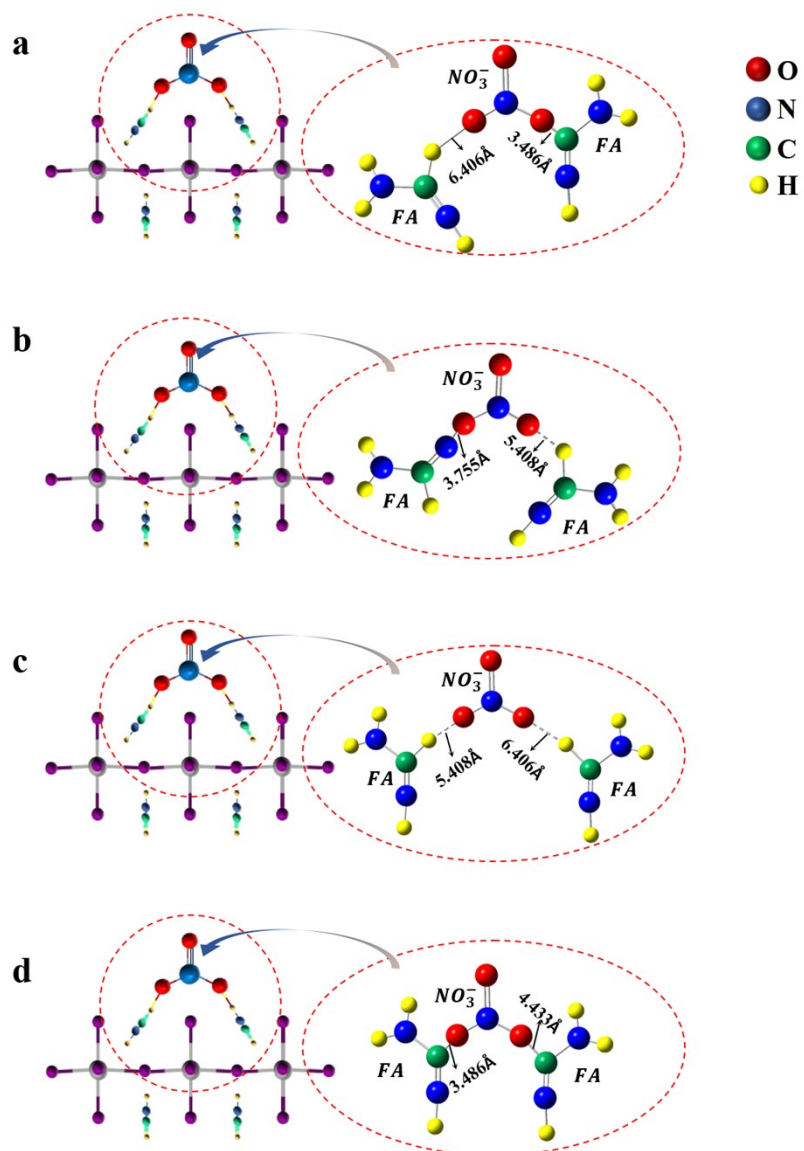 a
NO₃⁻
6.406Å
3.486Å
FA
FA
O
N
C
H
b
NO₃⁻
3.755Å
5.408Å
FA
FA
c
NO₃⁻
5.408Å
6.406Å
FA
FA
d
NO₃⁻
4.433Å
3.486Å
FA
FA